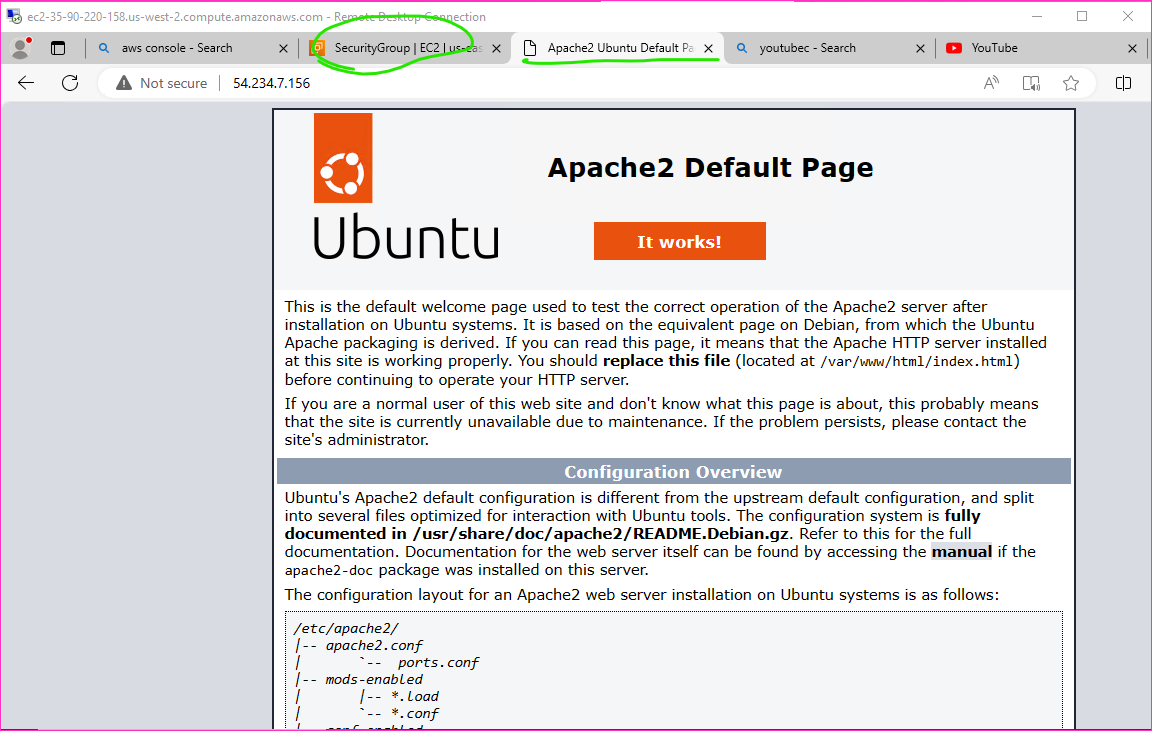 ec2-35-90-220-158.us-west-2.compute.amazonaws.com - Remote Desktop Connection
aws console - Search
SecurityGroup | EC2 | us-eas
Apache2 Ubuntu Default Pa
youtubec - Search
YouTube
Not secure
54.234.7.156
Apache2 Default Page
Ubuntu
It works!
This is the default welcome page used to test the correct operation of the Apache2 server after
installation on Ubuntu systems. It is based on the equivalent page on Debian, from which the Ubuntu
Apache packaging is derived. If you can read this page, it means that the Apache HTTP server installed
at this site is working properly. You should replace this file (located at /var/www/html/index.html)
before continuing to operate your HTTP server.
If you are a normal user of this web site and don't know what this page is about, this probably means
that the site is currently unavailable due to maintenance. If the problem persists, please contact the
site's administrator.
Configuration Overview
Ubuntu's Apache2 default configuration is different from the upstream default configuration, and split
into several files optimized for interaction with Ubuntu tools. The configuration system is fully
documented in /usr/share/doc/apache2/README.Debian.gz. Refer to this for the full
documentation. Documentation for the web server itself can be found by accessing the manual if the
apache2-doc package was installed on this server.
The configuration layout for an Apache2 web server installation on Ubuntu systems is as follows:
/etc/apache2/
|-- apache2.conf
|       `--  ports.conf
|-- mods-enabled
|       |-- *.load
|       `-- *.conf